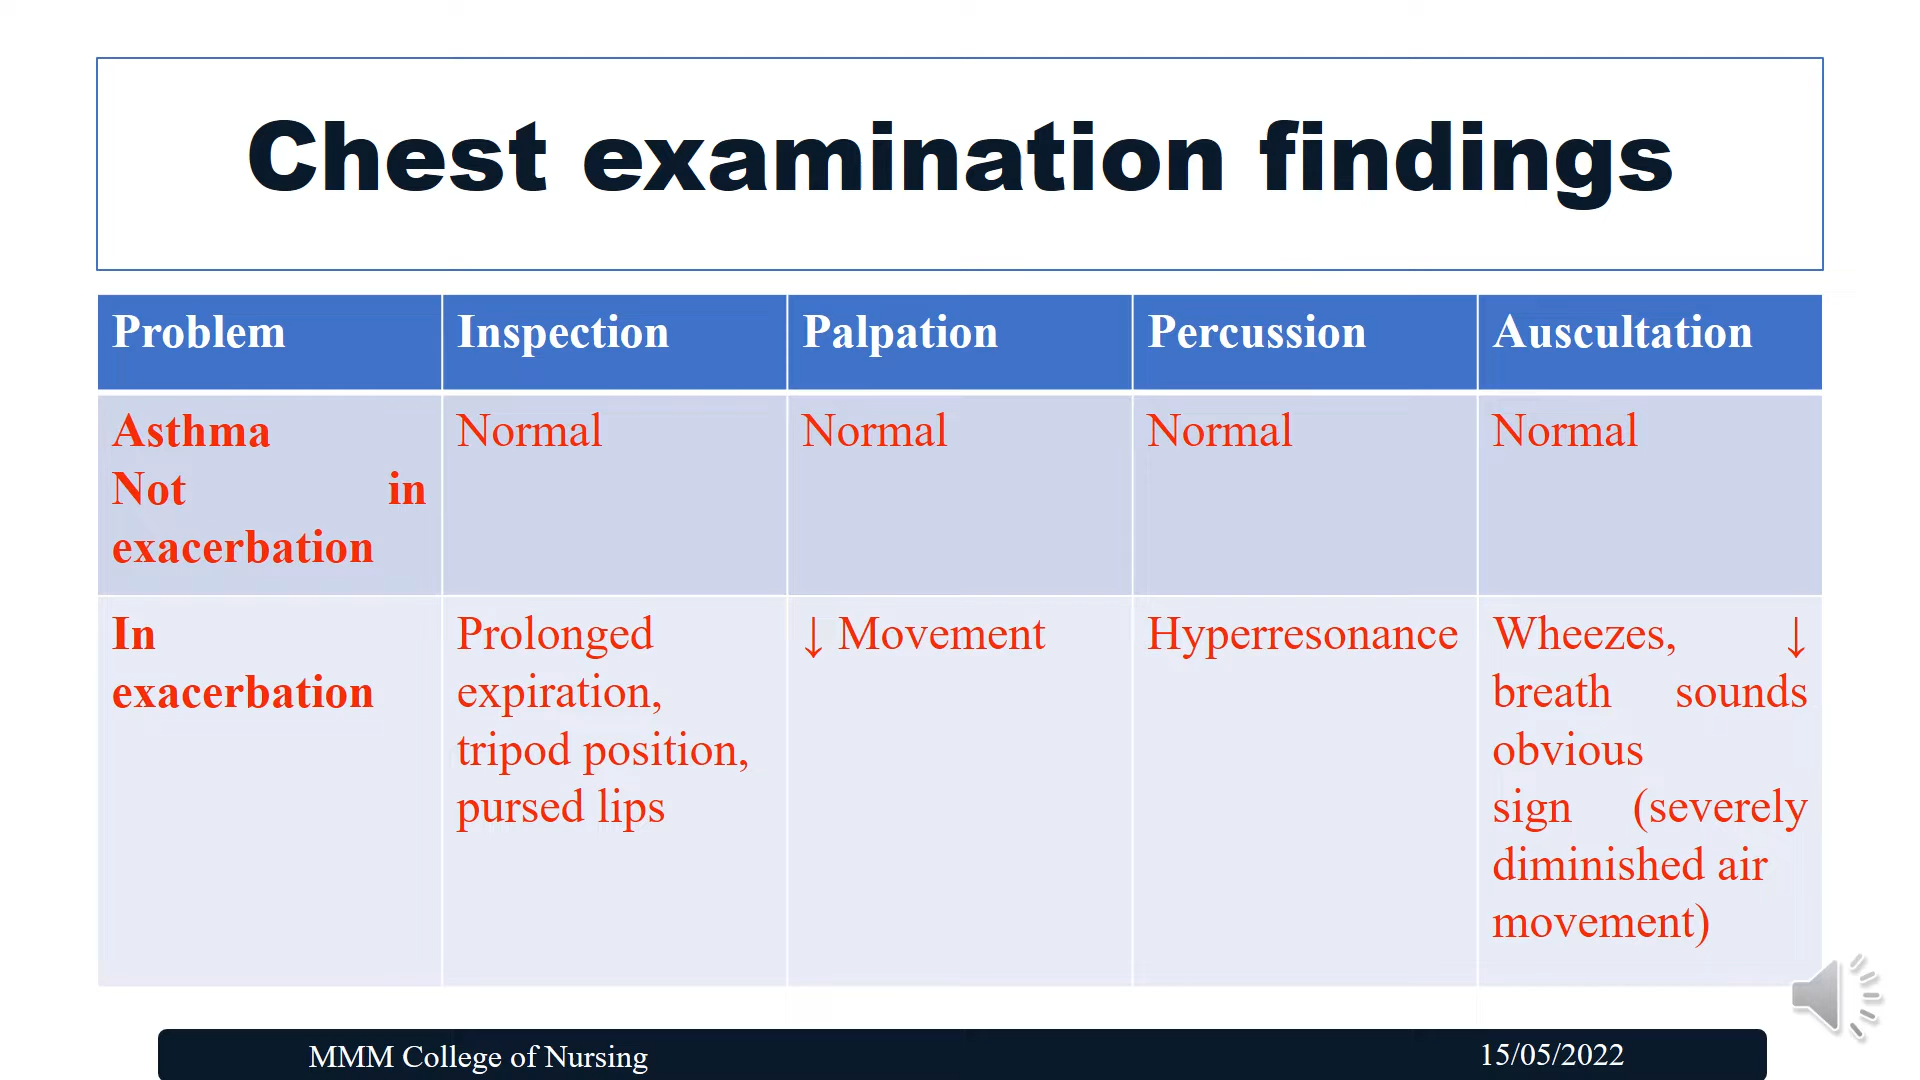 Chest examination findings
Problem
Inspection
Palpation
Percussion
Auscultation
Asthma
Not in
exacerbation
Normal
Normal
Normal
Normal
In
exacerbation
Prolonged
expiration,
tripod position,
pursed lips
↓ Movement
Hyperresonance
Wheezes, ↓
breath sounds
obvious
sign (severely
diminished air
movement)
MMM College of Nursing
15/05/2022